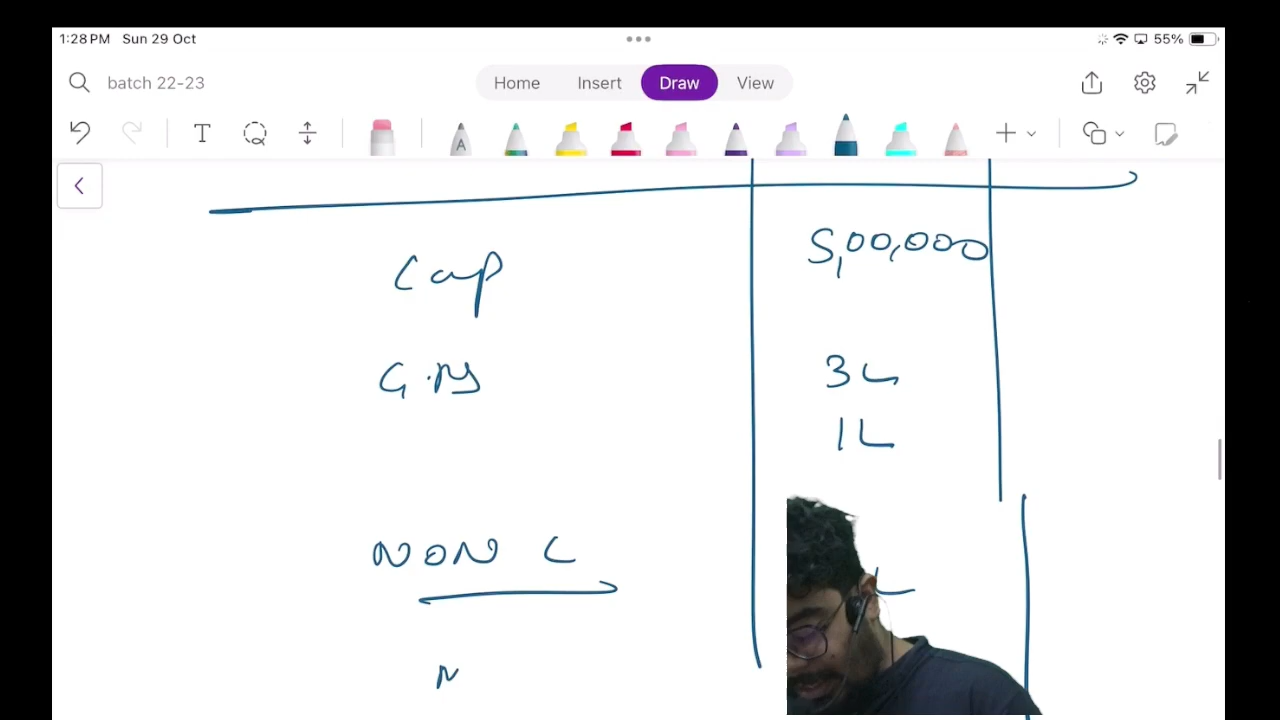 1:28 PM Sun 29 Oct
55%
batch 22-23
Home Insert Draw View
T
A
Cap 5,00,000
3L
1L
NON C
L
N